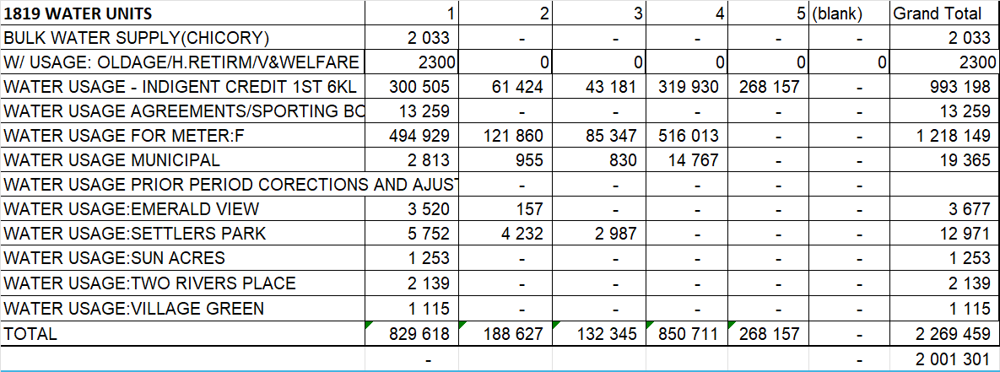 1819 WATER UNITS 1 2 3 4 5 (blank) Grand Total
BULK WATER SUPPLY(CHICORY) 2 033 - - - - - 2 033
W/ USAGE: OLDAGE/H.RETIRM/V&WELFARE 2300 0 0 0 0 0 2300
WATER USAGE - INDIGENT CREDIT 1ST 6KL 300 505 61 424 43 181 319 930 268 157 - 993 198
WATER USAGE AGREEMENTS/SPORTING BO 13 259 - - - - - 13 259
WATER USAGE FOR METER:F 494 929 121 860 85 347 516 013 - - 1 218 149
WATER USAGE MUNICIPAL 2 813 955 830 14 767 - - 19 365
WATER USAGE PRIOR PERIOD CORECTIONS AND AJUST - - - - -
WATER USAGE:EMERALD VIEW 3 520 157 - - - - 3 677
WATER USAGE:SETTLERS PARK 5 752 4 232 2 987 - - - 12 971
WATER USAGE:SUN ACRES 1 253 - - - - - 1 253
WATER USAGE:TWO RIVERS PLACE 2 139 - - - - - 2 139
WATER USAGE:VILLAGE GREEN 1 115 - - - - - 1 115
TOTAL 829 618 188 627 132 345 850 711 268 157 - 2 269 459
- - 2 001 301